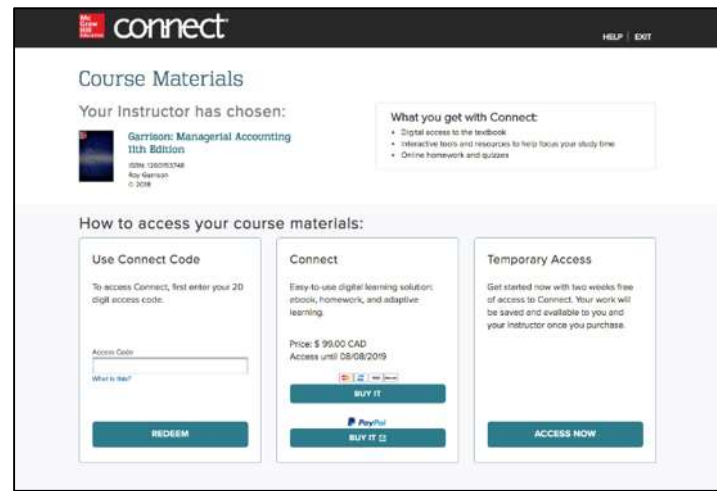 Mc
Graw
Hill
Education
connect
HELP | EXIT
Course Materials
Your Instructor has chosen:
Garrison: Managerial Accounting
11th Edition
ISBN: 1260193748
Roy Garrison
© 2018
What you get with Connect:
• Digital access to the textbook
• Interactive tools and resources to help focus your study time
• Online homework and quizzes
How to access your course materials:
Use Connect Code
To access Connect, first enter your 20
digit access code.
Access Code
What is this?
REDEEM
Connect
Easy-to-use digital learning solution:
ebook, homework, and adaptive
learning.
Price: $ 99.00 CAD
Access until 08/08/2019
BUY IT
PayPal
BUY IT
Temporary Access
Get started now with two weeks free
of access to Connect. Your work will
be saved and available to you and
your instructor once you purchase.
ACCESS NOW